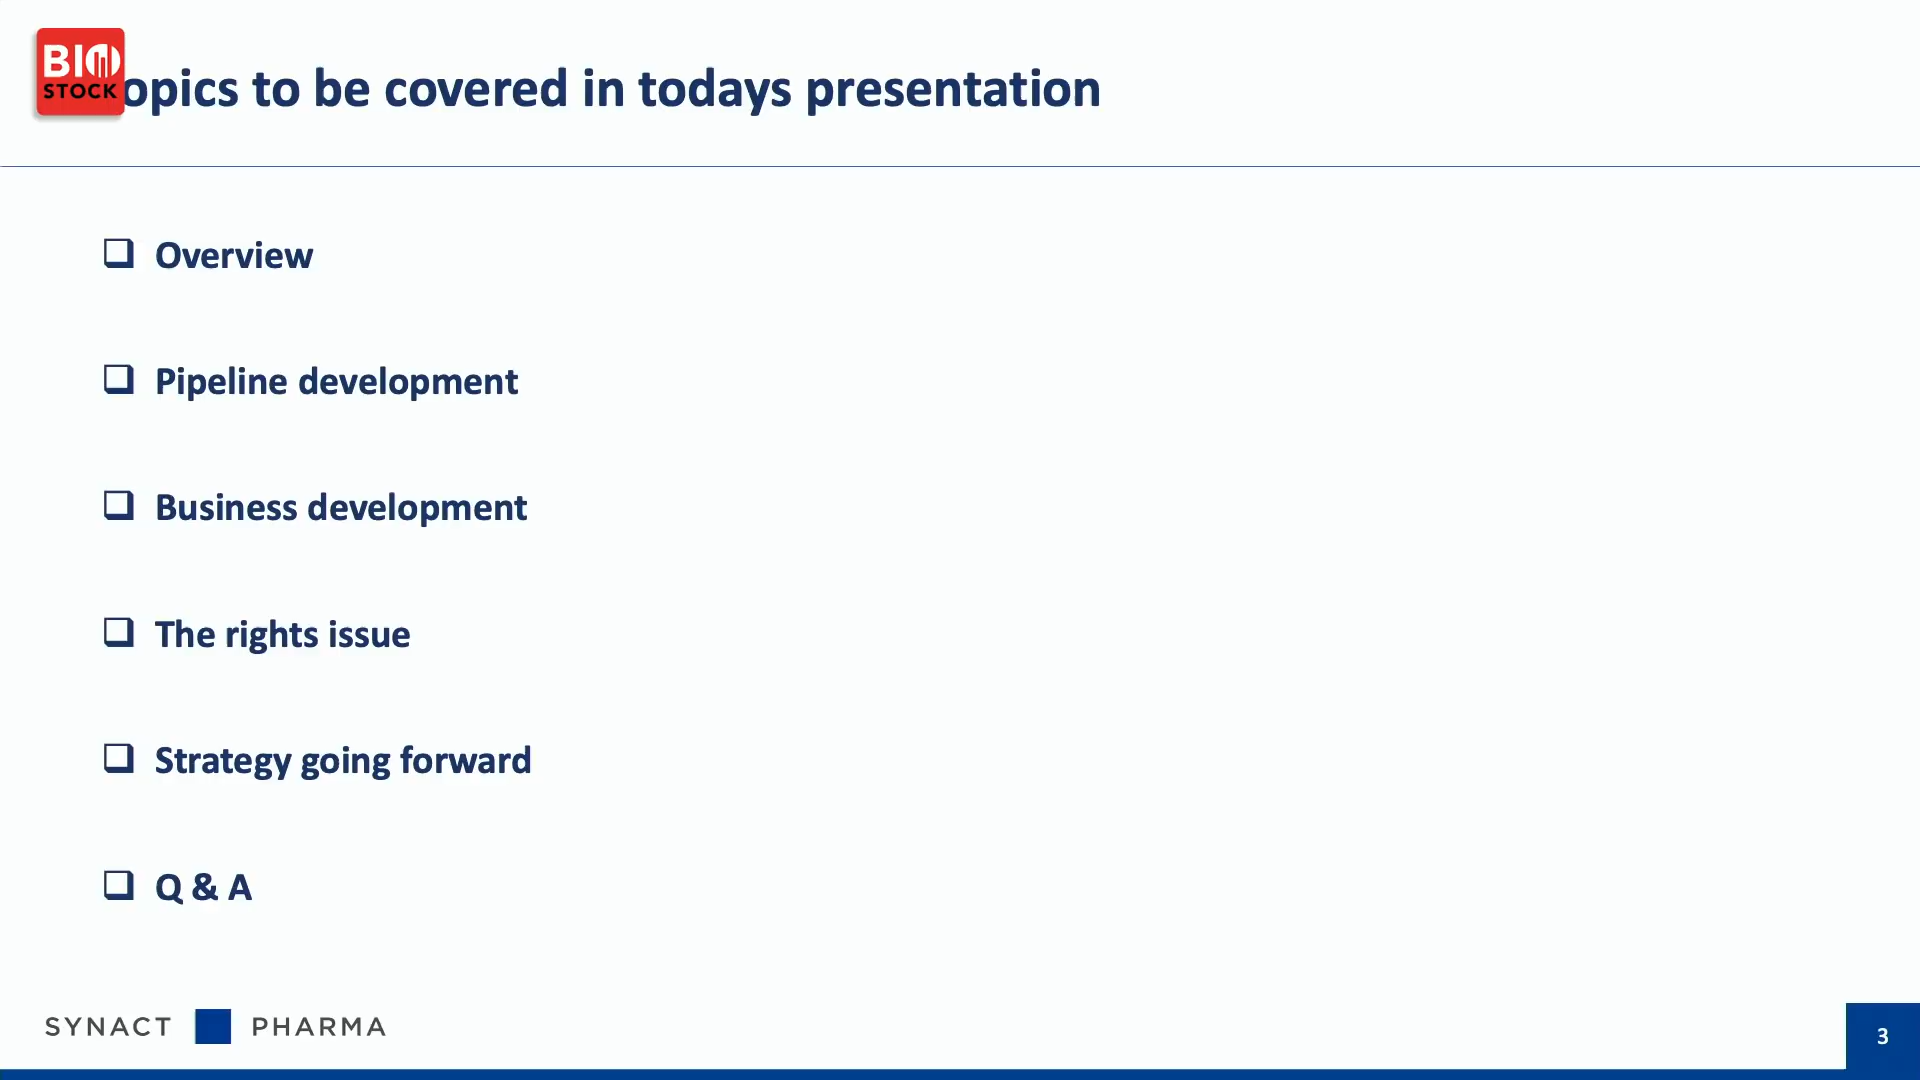 BIO
STOCK
opics to be covered in todays presentation
Overview
Pipeline development
Business development
The rights issue
Strategy going forward
Q & A
SYNACT PHARMA
3